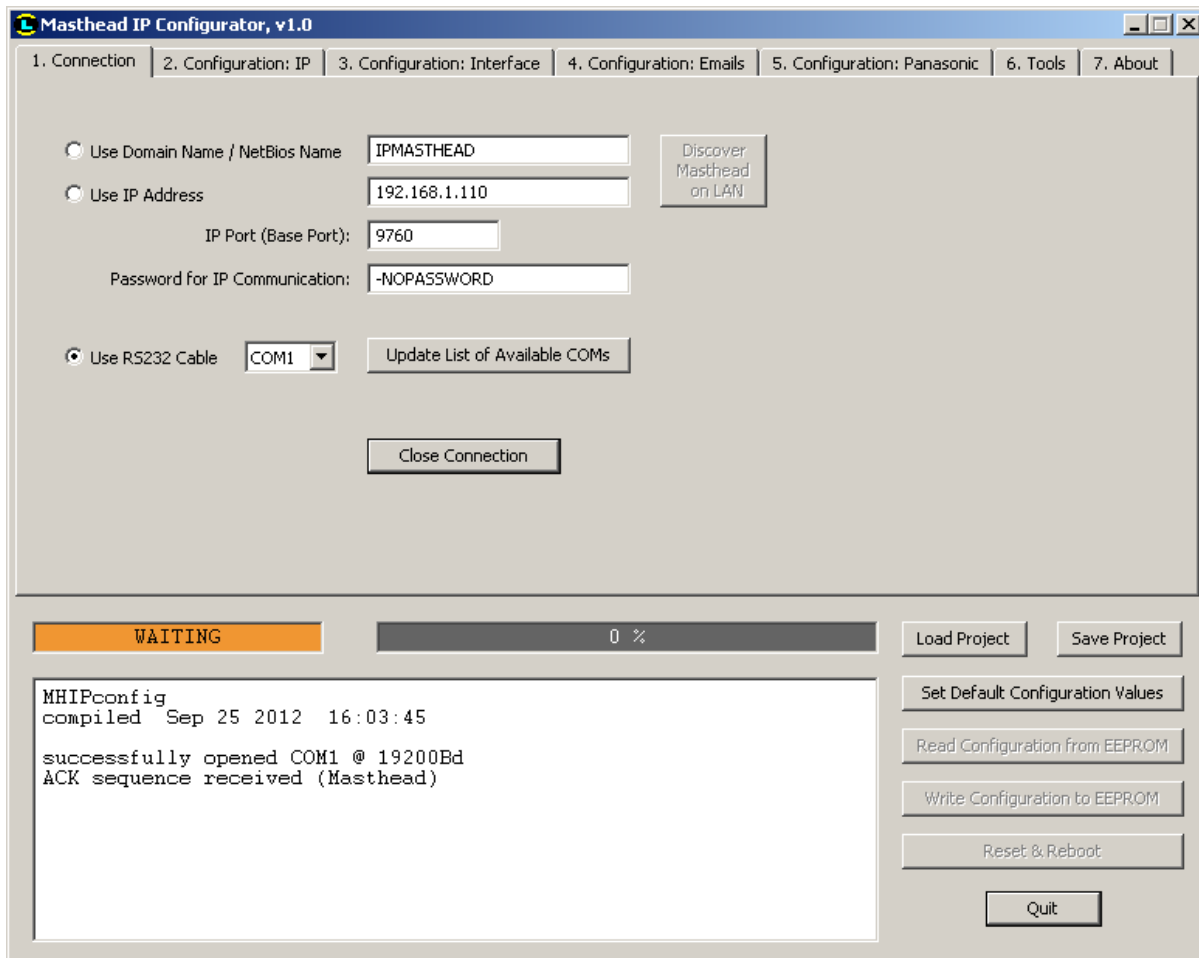 Masthead IP Configurator, v1.0
1. Connection 2. Configuration: IP 3. Configuration: Interface 4. Configuration: Emails 5. Configuration: Panasonic 6. Tools 7. About
Use Domain Name / NetBios Name IPMASTHEAD
Discover
Masthead
on LAN
Use IP Address 192.168.1.110
IP Port (Base Port): 9760
Password for IP Communication: -NOPASSWORD
Use RS232 Cable COM1 Update List of Available COMs
Close Connection
WAITING 0 % Load Project Save Project
MHIPconfig
compiled Sep 25 2012 16:03:45
successfully opened COM1 @ 19200Bd
ACK sequence received (Masthead)
Set Default Configuration Values
Read Configuration from EEPROM
Write Configuration to EEPROM
Reset & Reboot
Quit